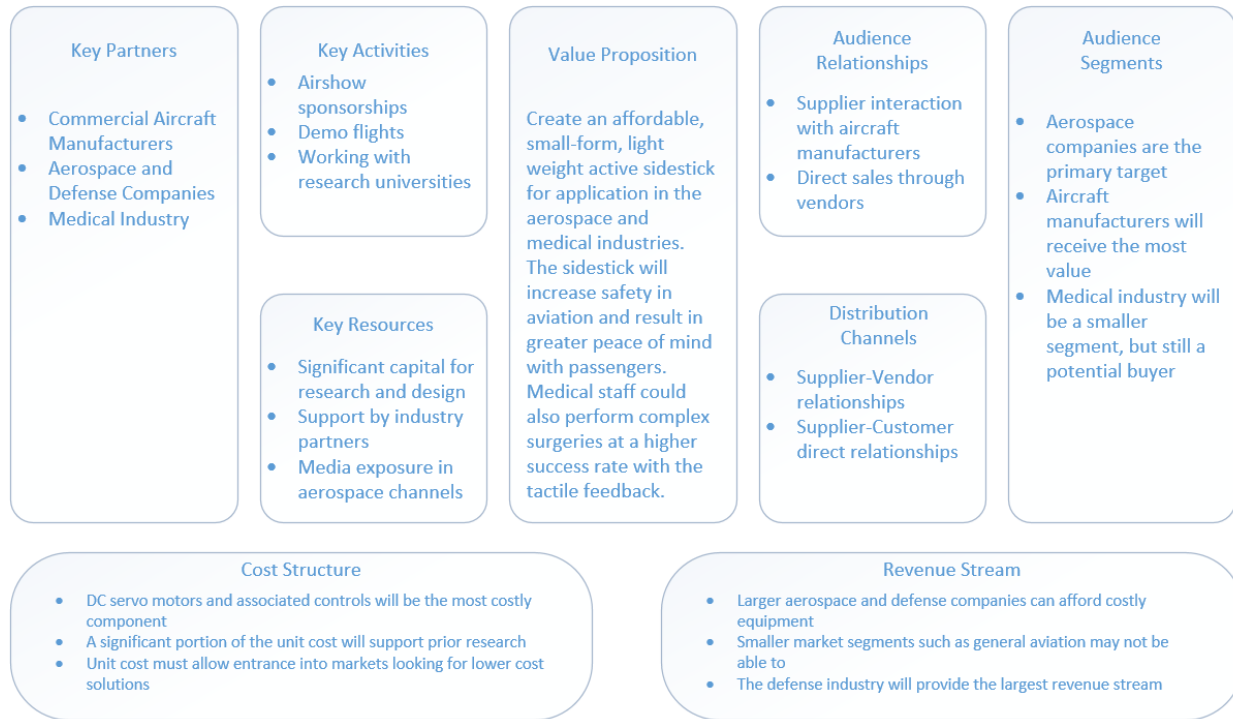 Key Partners
• Commercial Aircraft
Manufacturers
• Aerospace and
Defense Companies
• Medical Industry
Key Activities
• Airshow
sponsorships
• Demo flights
• Working with
research universities
Key Resources
• Significant capital for
research and design
• Support by industry
partners
• Media exposure in
aerospace channels
Value Proposition
Create an affordable,
small-form, light
weight active sidestick
for application in the
aerospace and
medical industries.
The sidestick will
increase safety in
aviation and result in
greater peace of mind
with passengers.
Medical staff could
also perform complex
surgeries at a higher
success rate with the
tactile feedback.
Audience
Relationships
• Supplier interaction
with aircraft
manufacturers
• Direct sales through
vendors
Distribution
Channels
• Supplier-Vendor
relationships
• Supplier-Customer
direct relationships
Audience
Segments
• Aerospace
companies are the
primary target
• Aircraft
manufacturers will
receive the most
value
• Medical industry will
be a smaller
segment, but still a
potential buyer
Cost Structure
• DC servo motors and associated controls will be the most costly
component
• A significant portion of the unit cost will support prior research
• Unit cost must allow entrance into markets looking for lower cost
solutions
Revenue Stream
• Larger aerospace and defense companies can afford costly
equipment
• Smaller market segments such as general aviation may not be
able to
• The defense industry will provide the largest revenue stream